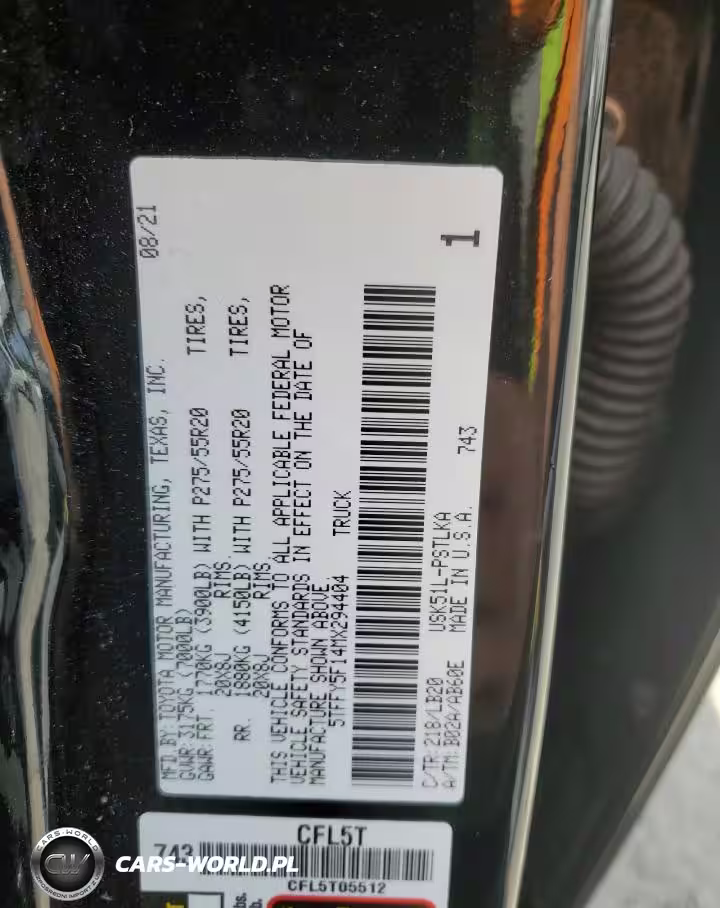 MFD BY:TOYOTA MOTOR MANUFACTURING, TEXAS, INC. 08/21
GVWR:3175KG (7000LB)
GAWR:FRT. 1770KG (3900LB) WITH P275/55R20 TIRES,
20X8J RIMS.
RR. 1880KG (4150LB) WITH P275/55R20 TIRES,
20X8J RIMS
THIS VEHICLE CONFORMS TO ALL APPLICABLE FEDERAL MOTOR
VEHICLE SAFETY STANDARDS IN EFFECT ON THE DATE OF
MANUFACTURE SHOWN ABOVE
5TFFY5F14MX294404 TRUCK
C/TR:218/LB20 USK51L-PSTLKA 743
A/TM:B02A/AB60E MADE IN U.S.A.
1
CFL5T
743
CFL5T05512
CARS-WORLD
CW
CARS-WORLD.PL